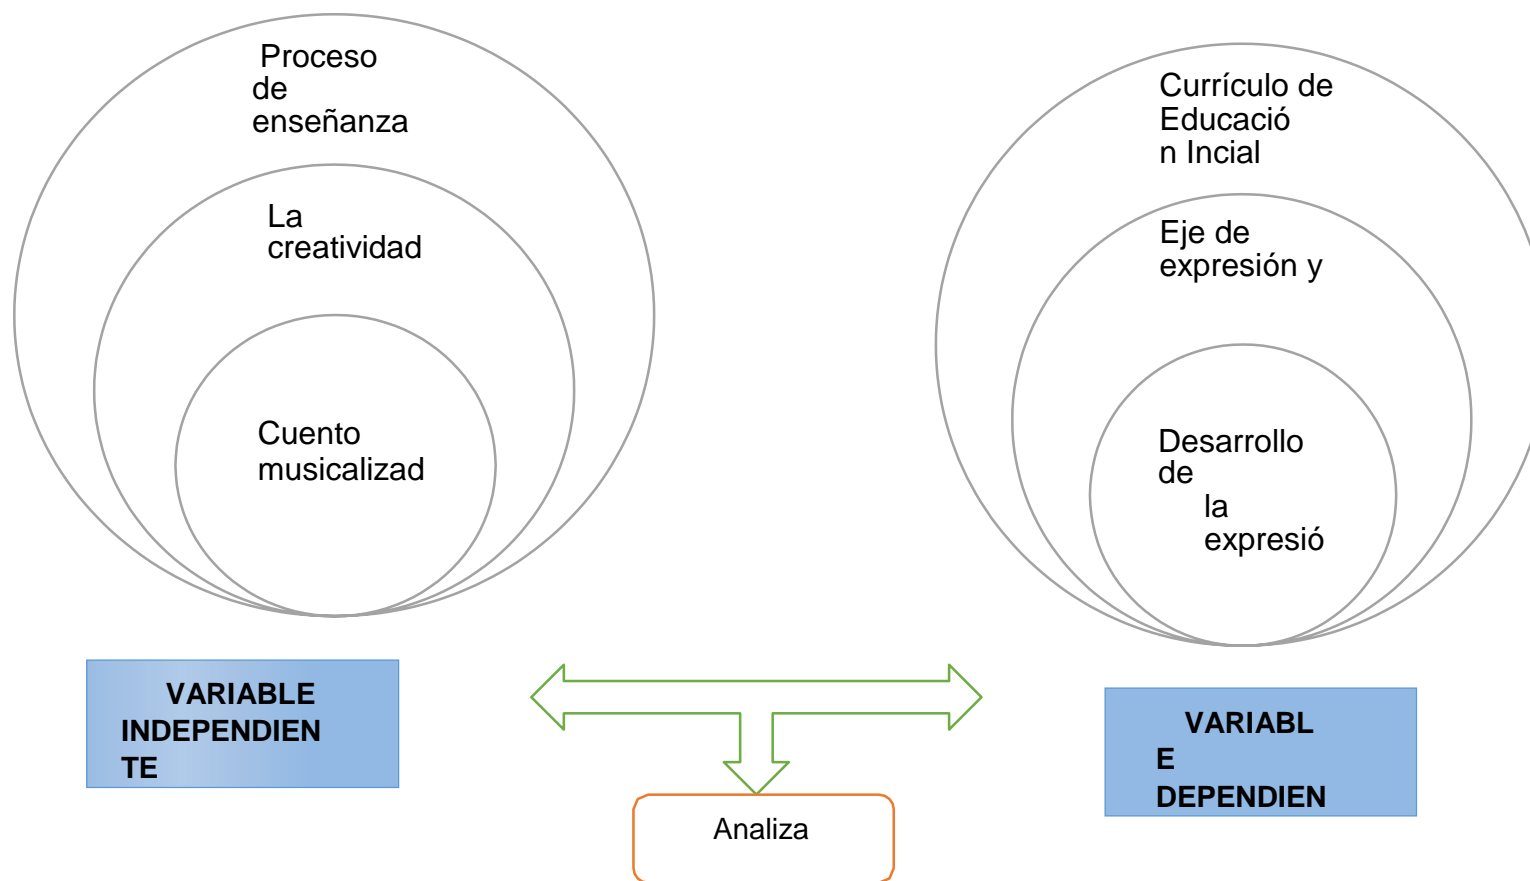 Proceso
de
enseñanza
La
creatividad
Cuento
musicalizad
VARIABLE
INDEPENDIEN
TE
Currículo de
Educació
n Incial
Eje de
expresión y
Desarrollo
de
la
expresió
VARIABL
E
DEPENDIEN
Analiza